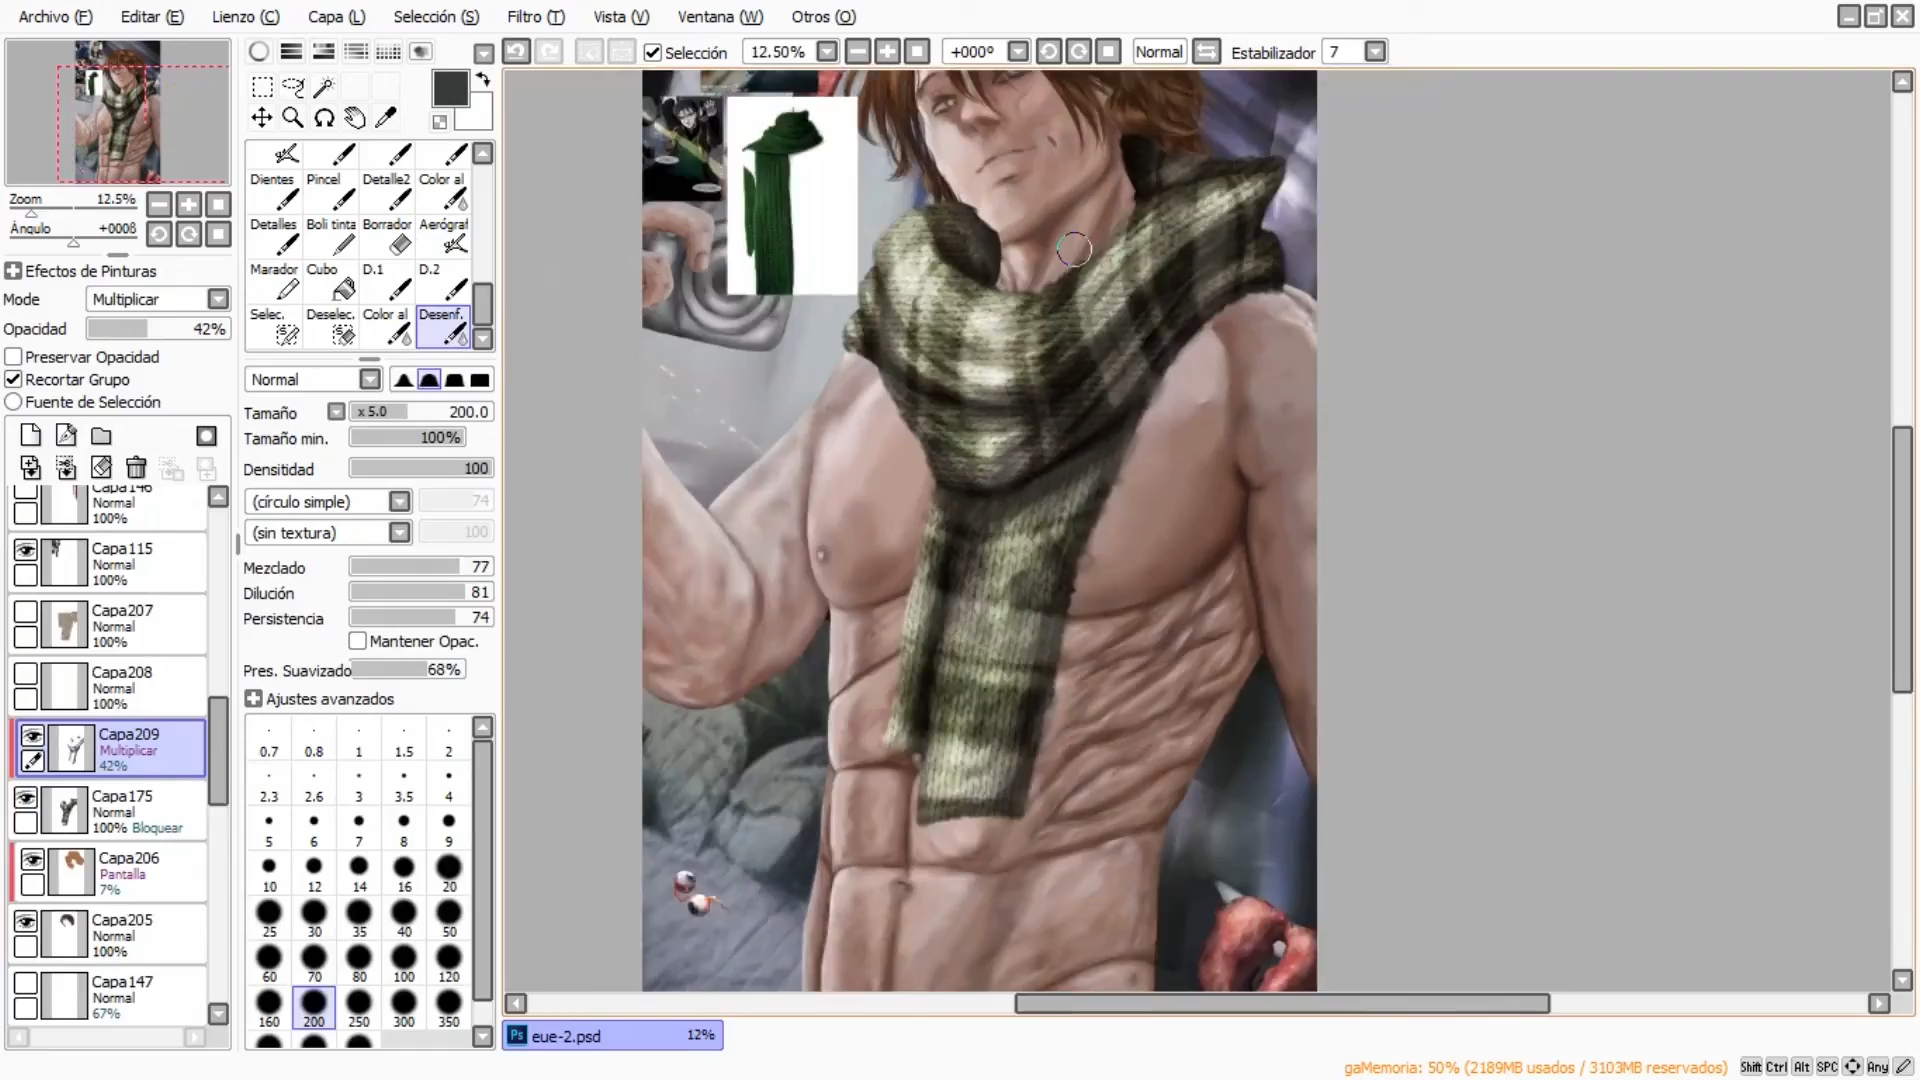 Archivo (F) Editar (E) Lienzo (C) Capa (L) Selección (S) Filtro (T) Vista (V) Ventana (W) Otros (O)
Selección 12.50% +000º Normal Estabilizador 7
Zoom 12.5%
Ángulo +000º
Efectos de Pinturas
Mode Multiplicar
Opacidad 42%
Preservar Opacidad
Recortar Grupo
Fuente de Selección
Capa146
Normal
100%
Capa115
Normal
100%
Capa207
Normal
100%
Capa208
Normal
100%
Capa209
Multiplicar
42%
Capa175
Normal
100% Bloquear
Capa206
Pantalla
7%
Capa205
Normal
100%
Capa147
Normal
67%
Dientes Pincel Detalle2 Color al
Detalles Boli tinta Borrador Aerógraf
Marador Cubo D.1 D.2
Selec. Deselec. Color al Desenf.
Normal
Tamaño x 5.0 200.0
Tamaño min. 100%
Densitidad 100
(círculo simple) 74
(sin textura) 100
Mezclado 77
Dilución 81
Persistencia 74
Mantener Opac.
Pres. Suavizado 68%
Ajustes avanzados
0.7 0.8 1 1.5 2
2.3 2.6 3 3.5 4
5 6 7 8 9
10 12 14 16 20
25 30 35 40 50
60 70 80 100 120
160 200 250 300 350
Ps eue-2.psd 12%
gaMemoria: 50% (2189MB usados / 3103MB reservados) Shift Ctrl Alt SPC Any